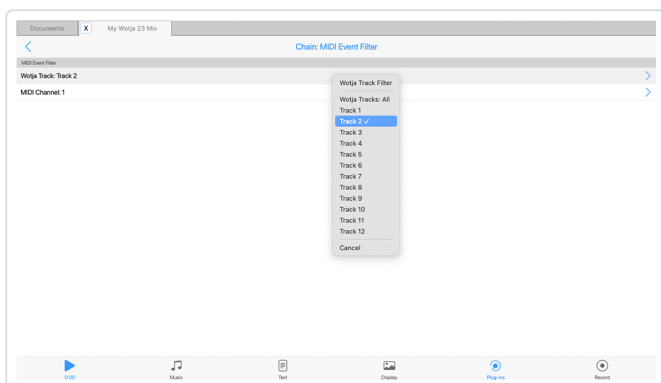 Documents
X
My Wotja 23 Mix
Chain: MIDI Event Filter
MIDI Event Filter
Wotja Track: Track 2
MIDI Channel: 1
Wotja Track Filter
Wotja Tracks: All
Track 1
Track 2 ✓
Track 3
Track 4
Track 5
Track 6
Track 7
Track 8
Track 9
Track 10
Track 11
Track 12
Cancel
0:00
Music
Text
Display
Plug-ins
Record